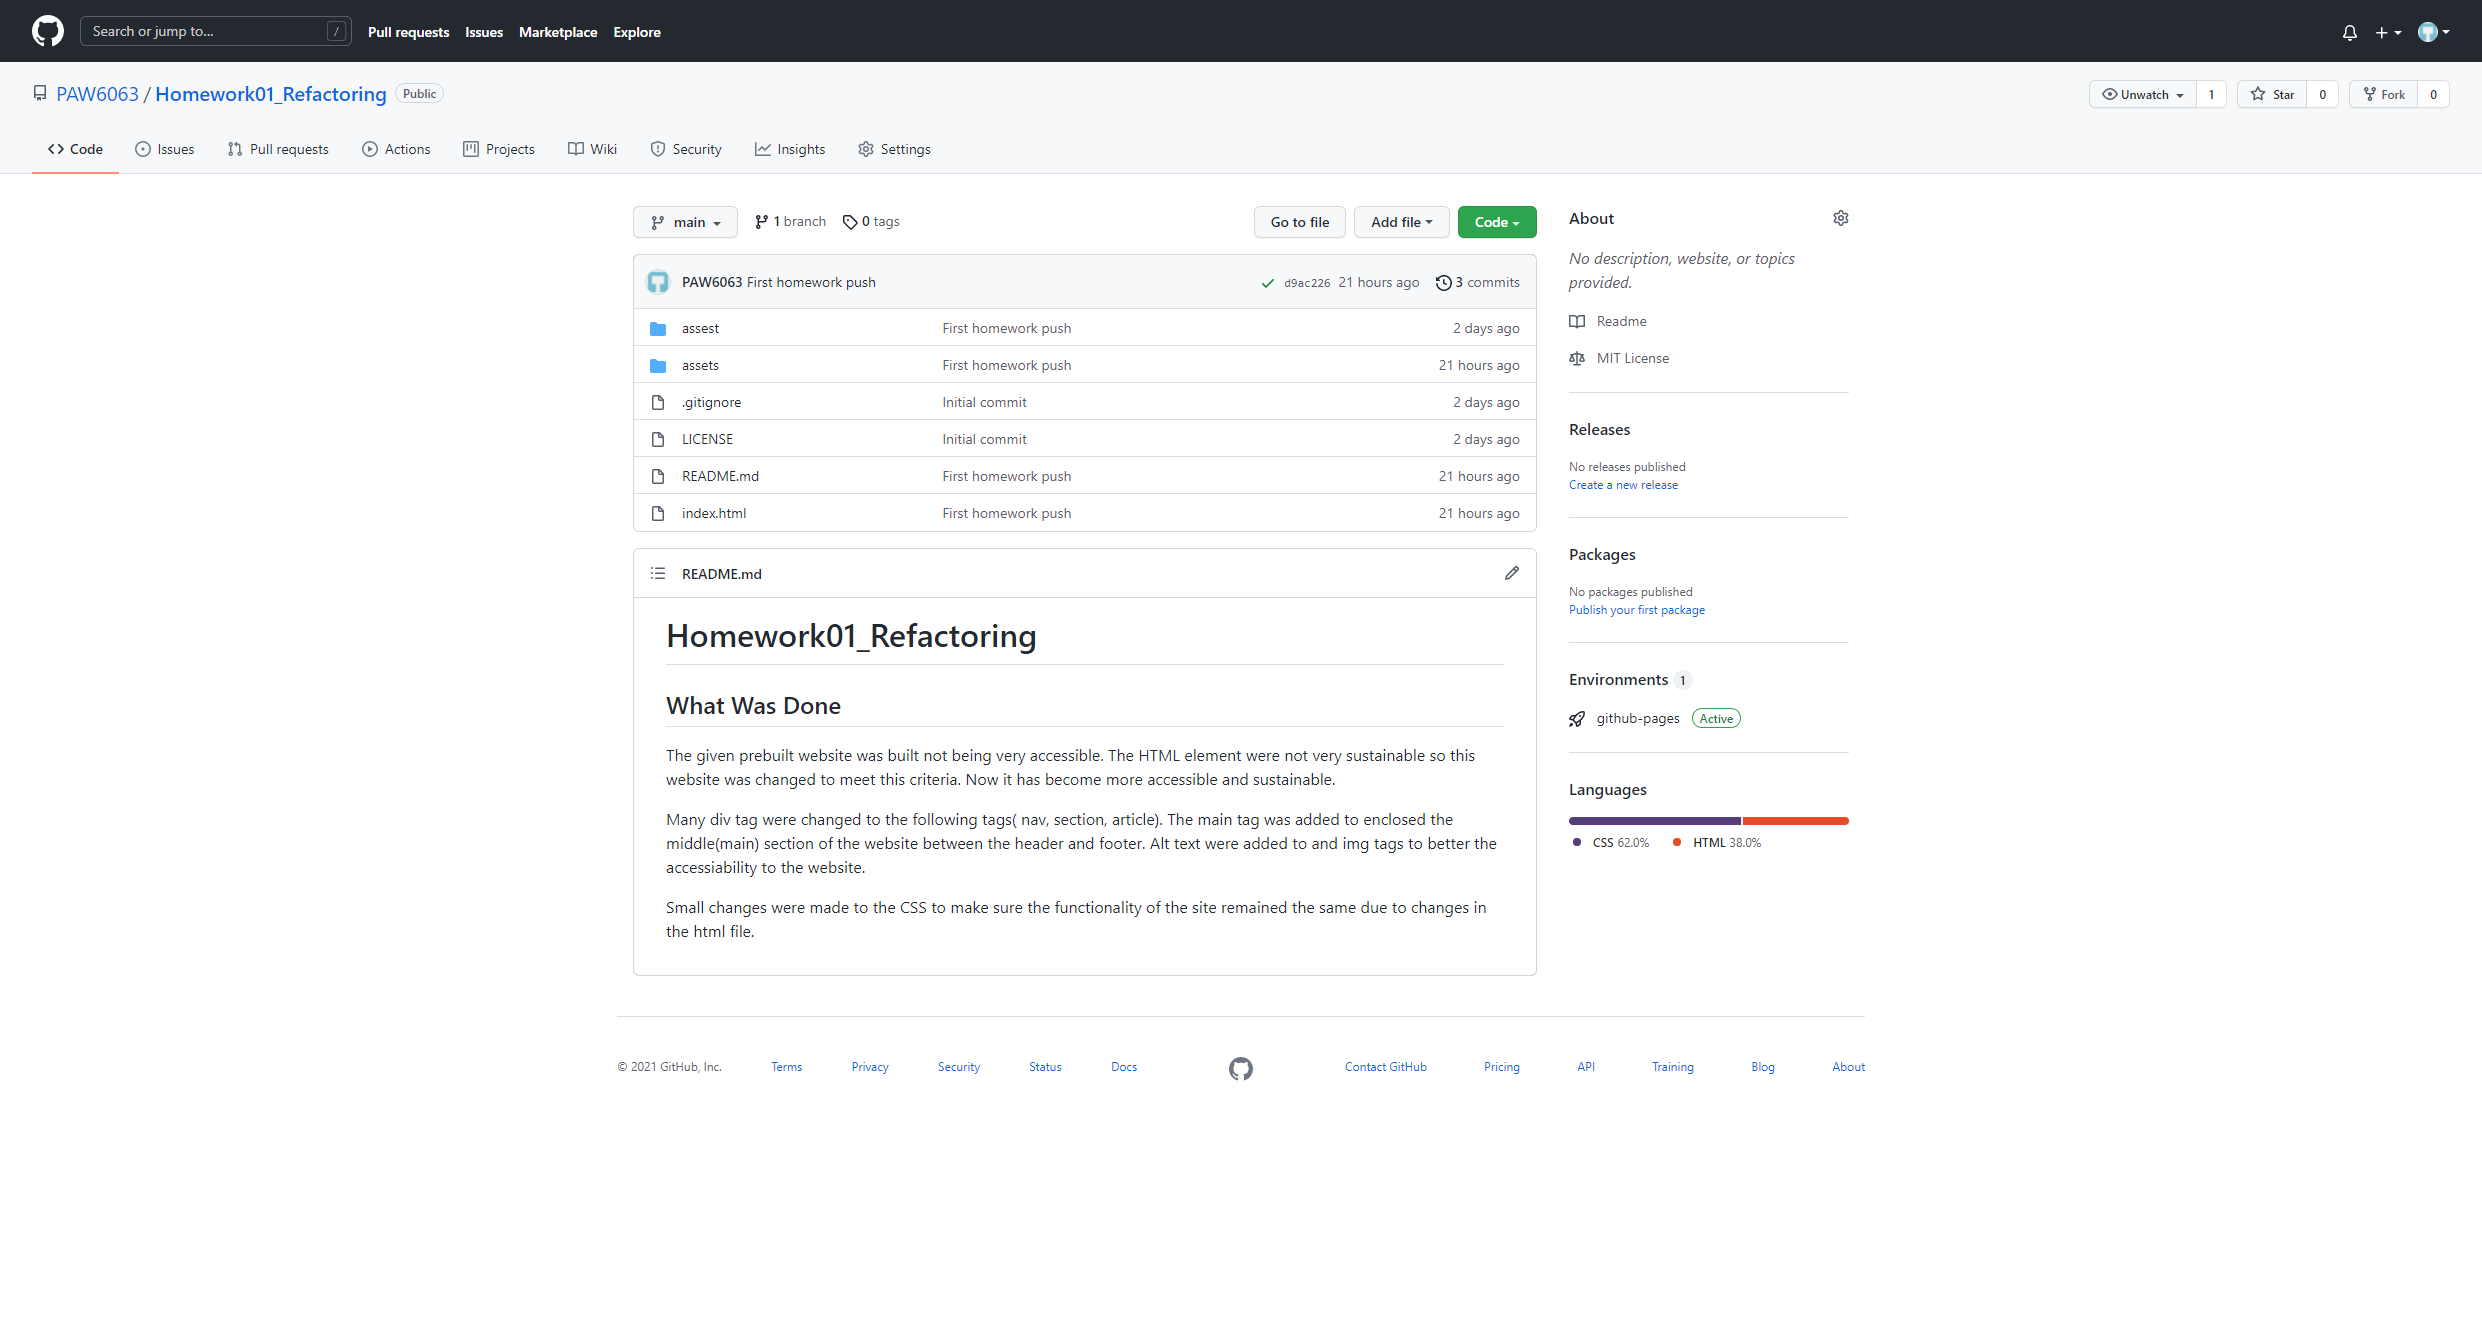 Search or jump to... /
Pull requests Issues Marketplace Explore
PAW6063 / Homework01_Refactoring Public
Unwatch 1 Star 0 Fork 0
Code Issues Pull requests Actions Projects Wiki Security Insights Settings
main 1 branch 0 tags Go to file Add file Code
PAW6063 First homework push d9ac226 21 hours ago 3 commits
assest First homework push 2 days ago
assets First homework push 21 hours ago
.gitignore Initial commit 2 days ago
LICENSE Initial commit 2 days ago
README.md First homework push 21 hours ago
index.html First homework push 21 hours ago
README.md
Homework01_Refactoring
What Was Done
The given prebuilt website was built not being very accessible. The HTML element were not very sustainable so this
website was changed to meet this criteria. Now it has become more accessible and sustainable.
Many div tag were changed to the following tags( nav, section, article). The main tag was added to enclosed the
middle(main) section of the website between the header and footer. Alt text were added to and img tags to better the
accessiability to the website.
Small changes were made to the CSS to make sure the functionality of the site remained the same due to changes in
the html file.
About
No description, website, or topics
provided.
Readme
MIT License
Releases
No releases published
Create a new release
Packages
No packages published
Publish your first package
Environments 1
github-pages Active
Languages
CSS 62.0% HTML 38.0%
© 2021 GitHub, Inc. Terms Privacy Security Status Docs Contact GitHub Pricing API Training Blog About